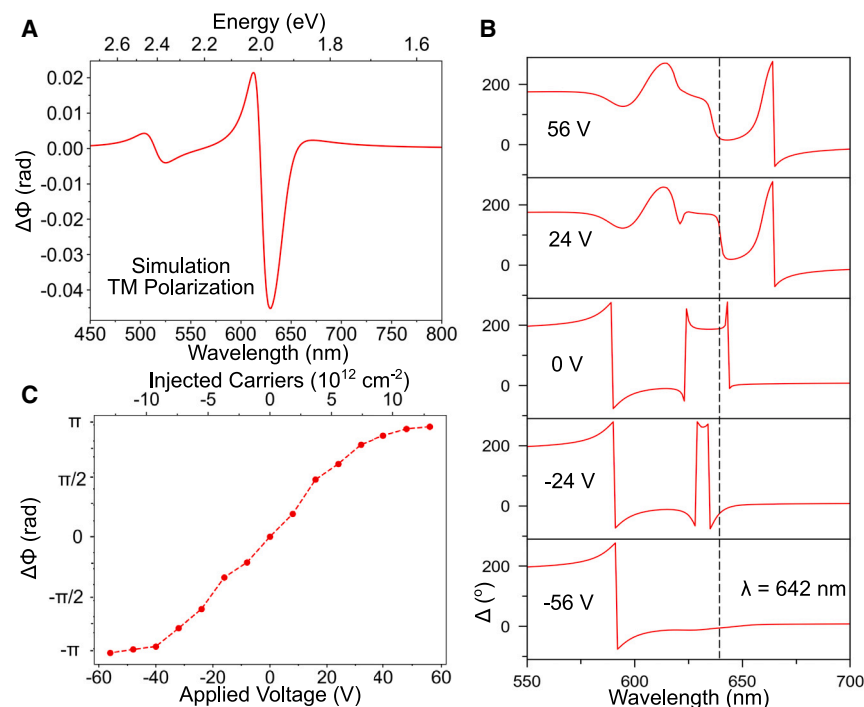 A
Energy (eV)
2.6 2.4 2.2 2.0 1.8 1.6
0.02
0.01
0.00
-0.01
-0.02
-0.03
-0.04
ΔΦ (rad)
Simulation
TM Polarization
450 500 550 600 650 700 750 800
Wavelength (nm)
B
200
0
56 V
200
0
24 V
200
0
0 V
200
0
-24 V
200
0
-56 V
λ = 642 nm
Δ (°)
550 600 650 700
Wavelength (nm)
C
Injected Carriers (10¹² cm⁻²)
-10 -5 0 5 10
π
π/2
0
-π/2
-π
ΔΦ (rad)
-60 -40 -20 0 20 40 60
Applied Voltage (V)